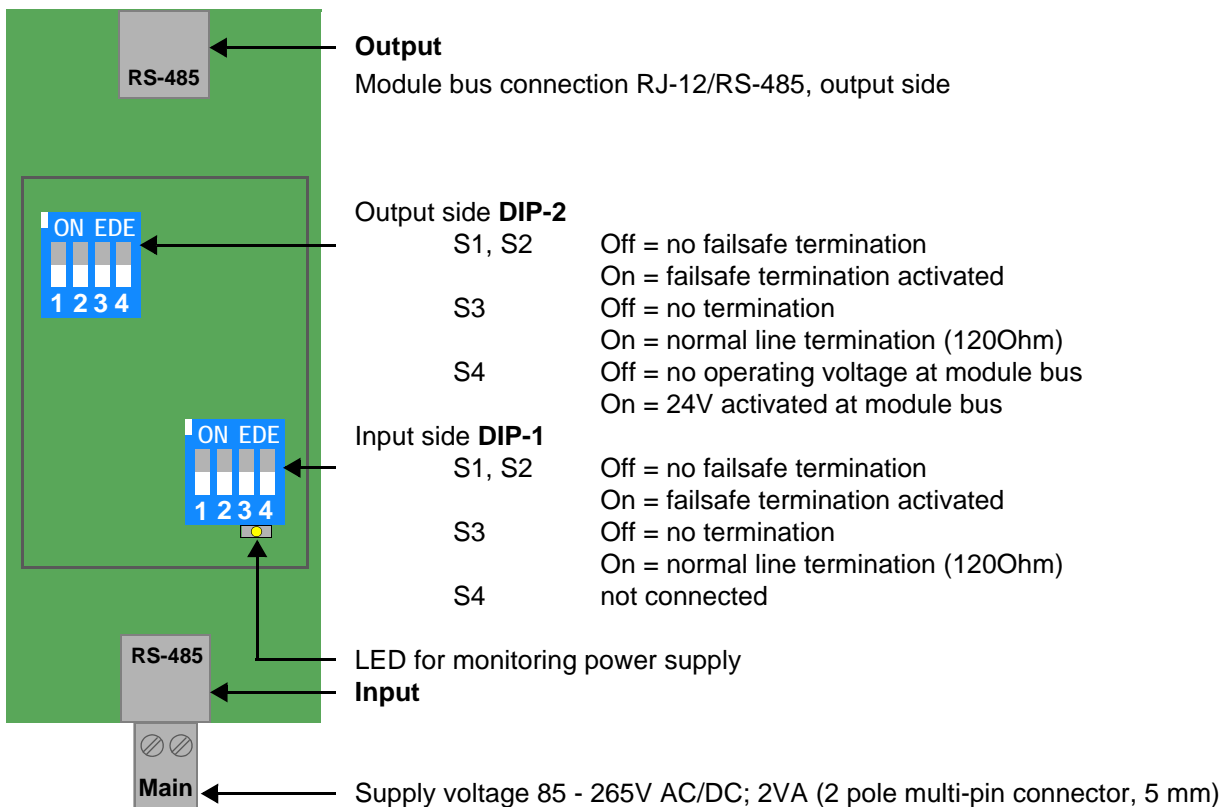 RS-485
Output
Module bus connection RJ-12/RS-485, output side
ON EDE
1 2 3 4
Output side DIP-2
S1, S2 Off = no failsafe termination
On = failsafe termination activated
S3 Off = no termination
On = normal line termination (120Ohm)
S4 Off = no operating voltage at module bus
On = 24V activated at module bus
ON EDE
1 2 3 4
Input side DIP-1
S1, S2 Off = no failsafe termination
On = failsafe termination activated
S3 Off = no termination
On = normal line termination (120Ohm)
S4 not connected
RS-485
LED for monitoring power supply
Input
Main
Supply voltage 85 - 265V AC/DC; 2VA (2 pole multi-pin connector, 5 mm)